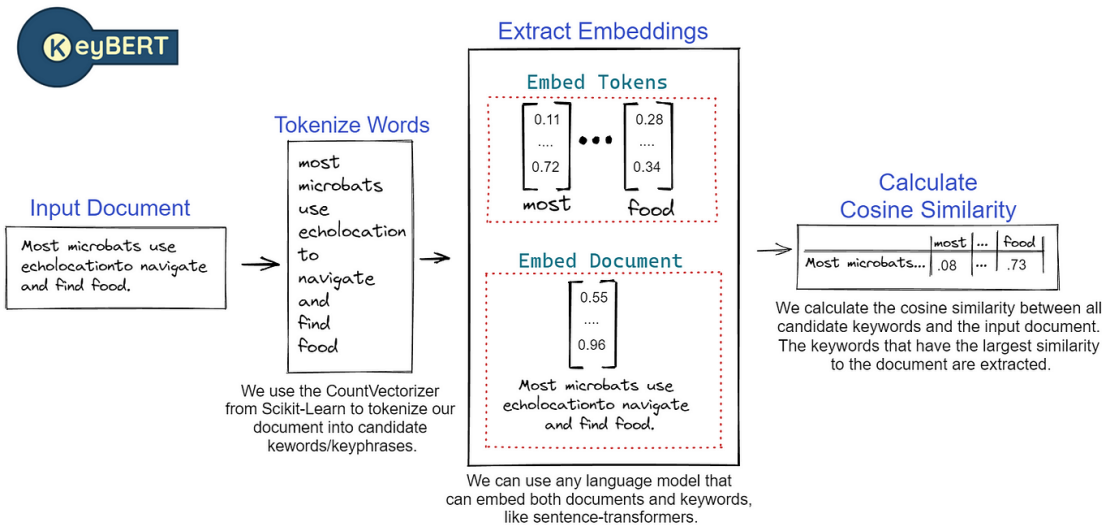 KeyBERT
Input Document
Most microbats use
echolocationto navigate
and find food.
Tokenize Words
most
microbats
use
echolocation
to
navigate
and
find
food
We use the CountVectorizer
from Scikit-Learn to tokenize our
document into candidate
kewords/keyphrases.
Extract Embeddings
Embed Tokens
0.11 0.28
.... ••• ....
0.72 0.34
most food
Embed Document
0.55
....
0.96
Most microbats use
echolocationto navigate
and find food.
We can use any language model that
can embed both documents and keywords,
like sentence-transformers.
Calculate
Cosine Similarity
most ... food
Most microbats... .08 ... .73
We calculate the cosine similarity between all
candidate keywords and the input document.
The keywords that have the largest similarity
to the document are extracted.